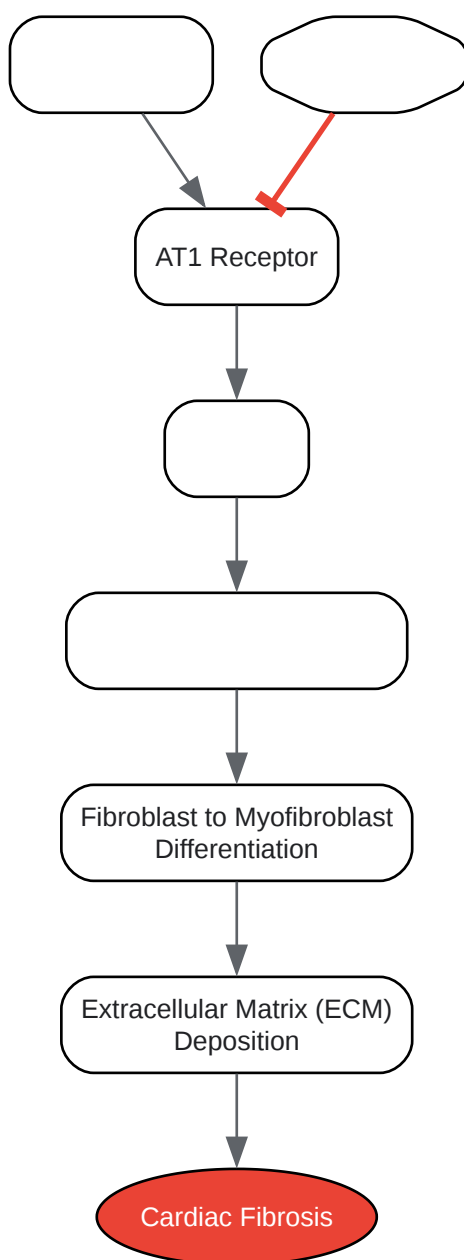 AT1 Receptor
Fibroblast to Myofibroblast
Differentiation
Extracellular Matrix (ECM)
Deposition
Cardiac Fibrosis